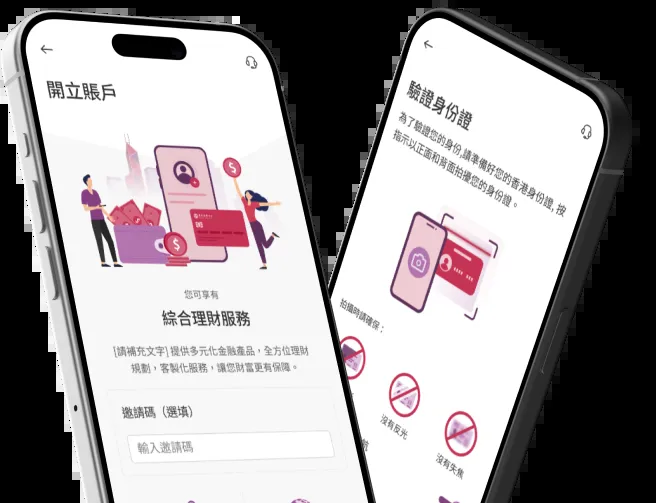 開立賬戶
您可享有
綜合理財服務
[請補充文字] 提供多元化金融產品，全方位理財
規劃，客製化服務，讓您財富更有保障。
邀請碼（選填）
輸入邀請碼
驗證身份證
為了驗證您的身份,請準備好您的香港身份證, 按
指示以正面和背面拍攝您的身份證。
拍攝時請確保：
沒有反光
沒有失焦